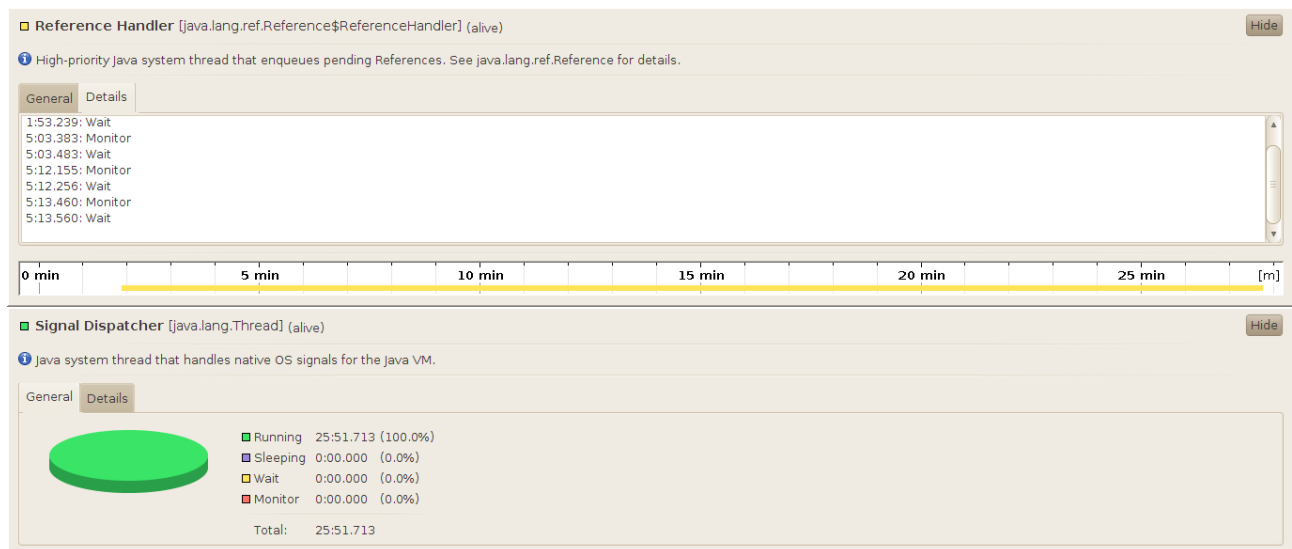 Reference Handler [java.lang.ref.Reference$ReferenceHandler] (alive) Hide
High-priority Java system thread that enqueues pending References. See java.lang.ref.Reference for details.
General Details
1:53.239: Wait
5:03.383: Monitor
5:03.483: Wait
5:12.155: Monitor
5:12.256: Wait
5:13.460: Monitor
5:13.560: Wait
0 min 5 min 10 min 15 min 20 min 25 min [m]
Signal Dispatcher [java.lang.Thread] (alive) Hide
Java system thread that handles native OS signals for the Java VM.
General Details
Running 25:51.713 (100.0%)
Sleeping 0:00.000 (0.0%)
Wait 0:00.000 (0.0%)
Monitor 0:00.000 (0.0%)
Total: 25:51.713